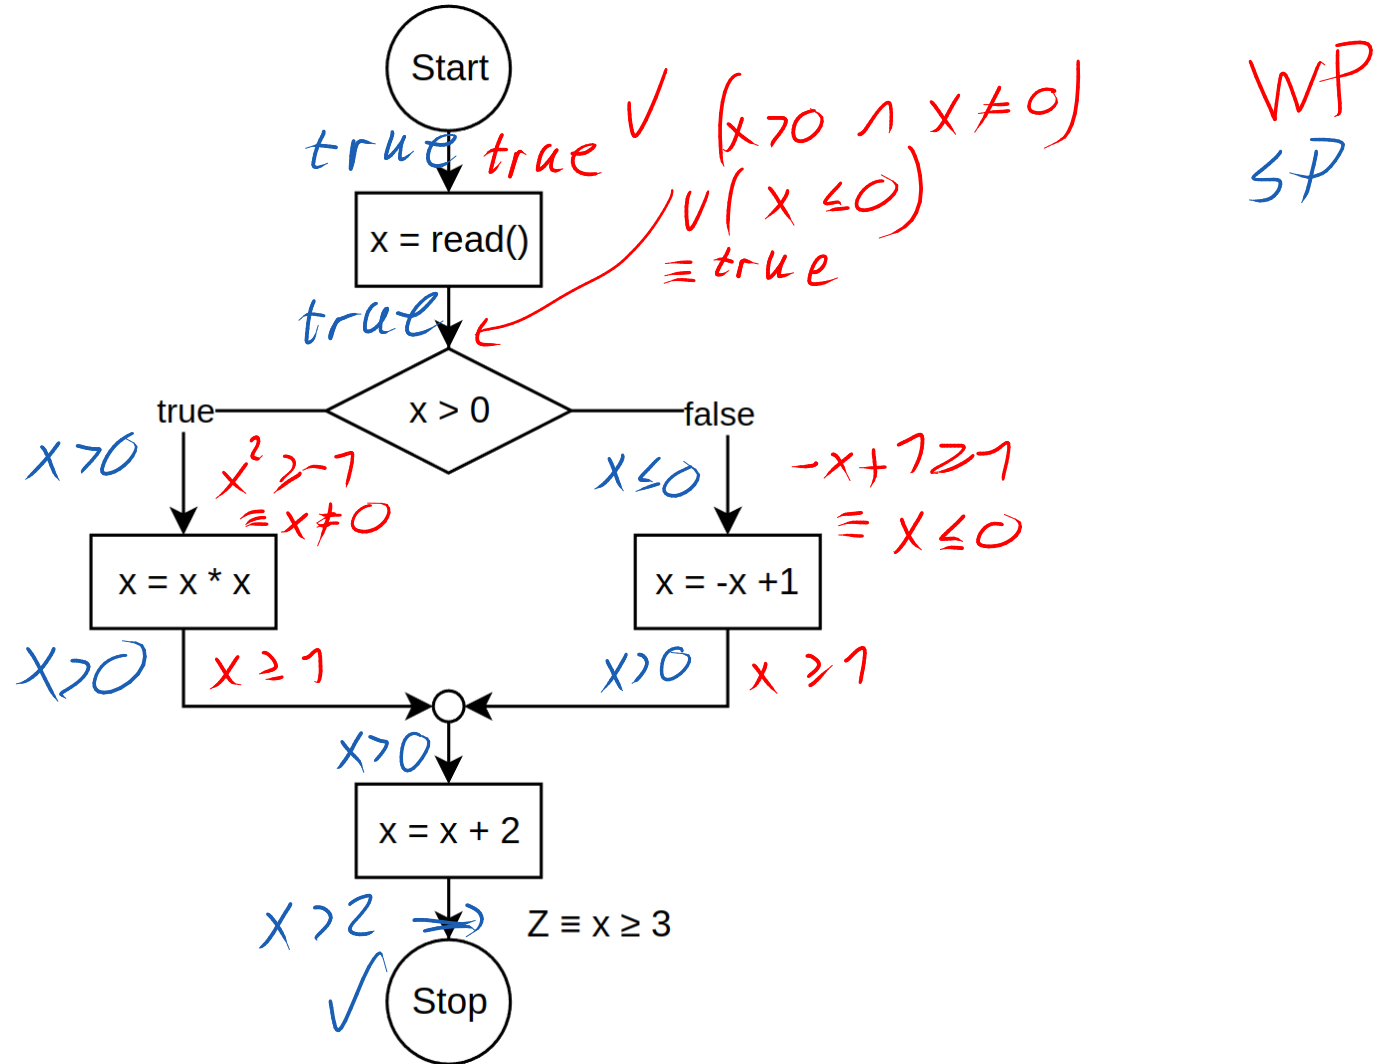 Start
WP
SP
true true ✓ (x>0 ∧ x≠0)
∨ (x ≤0)
≡ true
x = read()
true
x > 0
true
false
x>0
x² ≥ 1
≡ x≠0
x≤0
-x+1≥1
≡ x≤0
x = x * x
x = -x +1
x>0
x ≥ 1
x>0
x ≥ 1
x>0
x = x + 2
x > 2 ⇒ Z ≡ x ≥ 3
✓
Stop